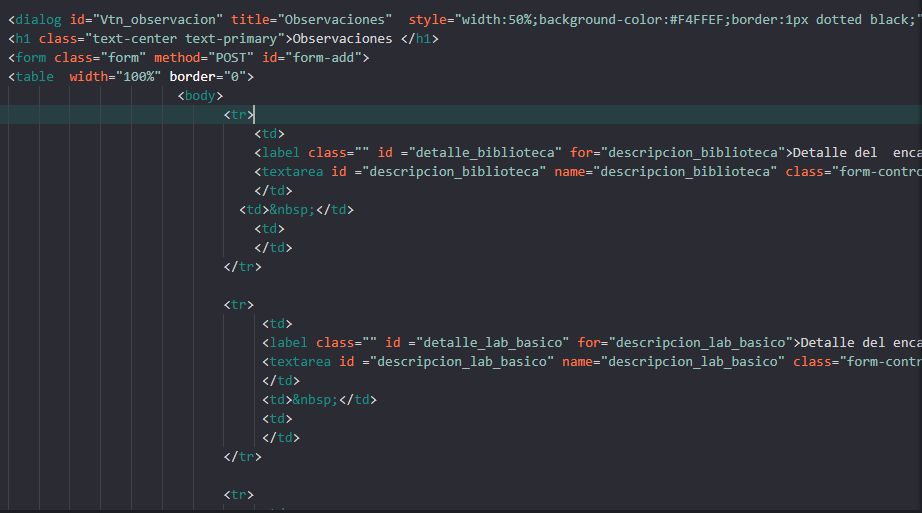 <dialog id="Vtn_observacion" title="Observaciones"  style="width:50%;background-color:#F4FFEF;border:1px dotted black;"
<h1 class="text-center text-primary">Observaciones </h1>
<form class="form" method="POST" id="form-add">
<table  width="100%" border="0">
<body>
<tr>
<td>
<label class="" id ="detalle_biblioteca" for="descripcion_biblioteca">Detalle del  enca
<textarea id ="descripcion_biblioteca" name="descripcion_biblioteca" class="form-contro
</td>
<td>&nbsp;</td>
<td>
</td>
</tr>
<tr>
<td>
<label class="" id ="detalle_lab_basico" for="descripcion_lab_basico">Detalle del enca
<textarea id ="descripcion_lab_basico" name="descripcion_lab_basico" class="form-contr
</td>
<td>&nbsp;</td>
<td>
</td>
</tr>
<tr>